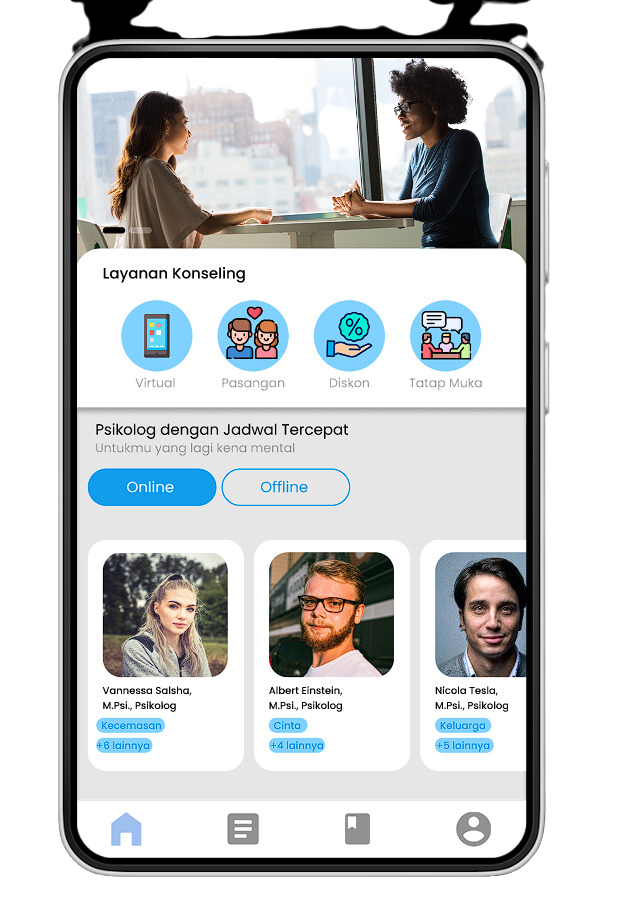 Layanan Konseling
%
Virtual
Pasangan
Diskon
Tatap Muka
Psikolog dengan Jadwal Tercepat
Untukmu yang lagi kena mental
Online
Offline
Vannessa Salsha,
M.Psi., Psikolog
Kecemasan
+6 lainnya
Albert Einstein,
M.Psi., Psikolog
Cinta
+4 lainnya
Nicola Tesla,
M.Psi., Psikolog
Keluarga
+5 lainnya